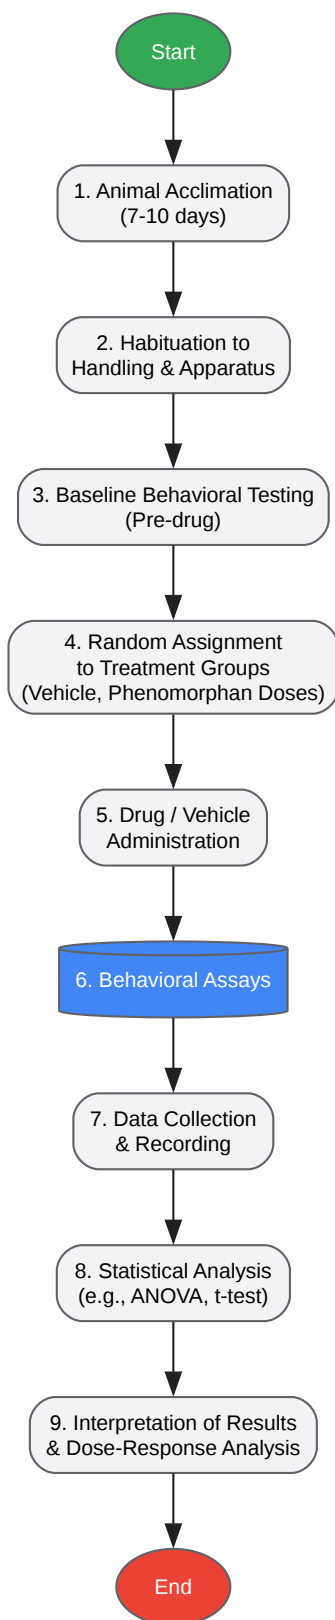 Start
1. Animal Acclimation
(7-10 days)
2. Habituation to
Handling & Apparatus
3. Baseline Behavioral Testing
(Pre-drug)
4. Random Assignment
to Treatment Groups
(Vehicle, Phenomorphan Doses)
5. Drug / Vehicle
Administration
6. Behavioral Assays
7. Data Collection
& Recording
8. Statistical Analysis
(e.g., ANOVA, t-test)
9. Interpretation of Results
& Dose-Response Analysis
End